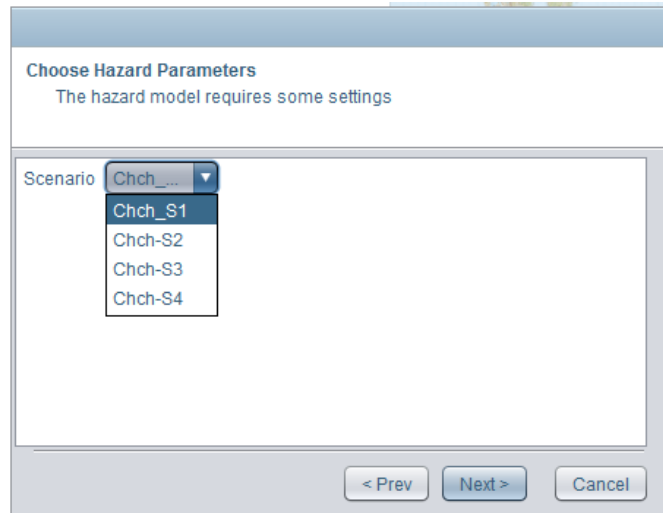 Choose Hazard Parameters
The hazard model requires some settings
Scenario Chch_...
Chch_S1
Chch-S2
Chch-S3
Chch-S4
< Prev Next > Cancel